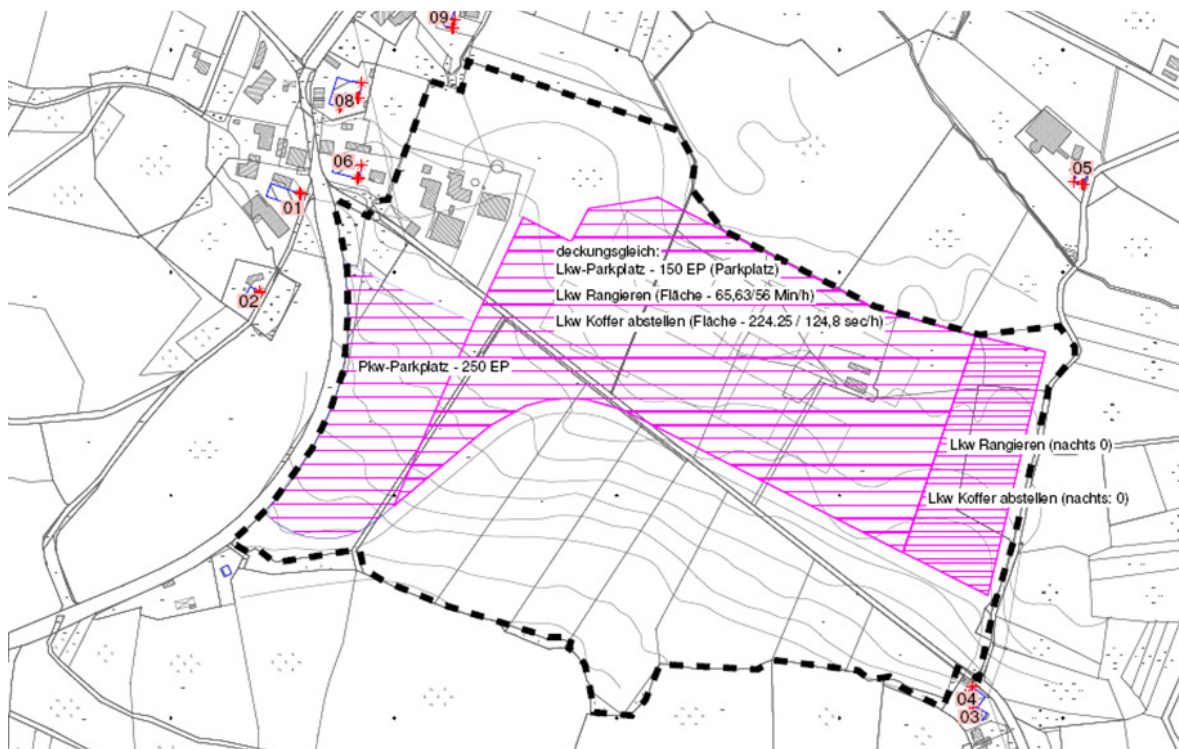 09
08
06
05
01
02
deckungsgleich:
Lkw-Parkplatz - 150 EP (Parkplatz)
Lkw Rangieren (Fläche - 65,63/56 Min/h)
Lkw Koffer abstellen (Fläche - 224.25 / 124,8 sec/h)
Pkw-Parkplatz - 250 EP
Lkw Rangieren (nachts 0)
Lkw Koffer abstellen (nachts: 0)
04
03